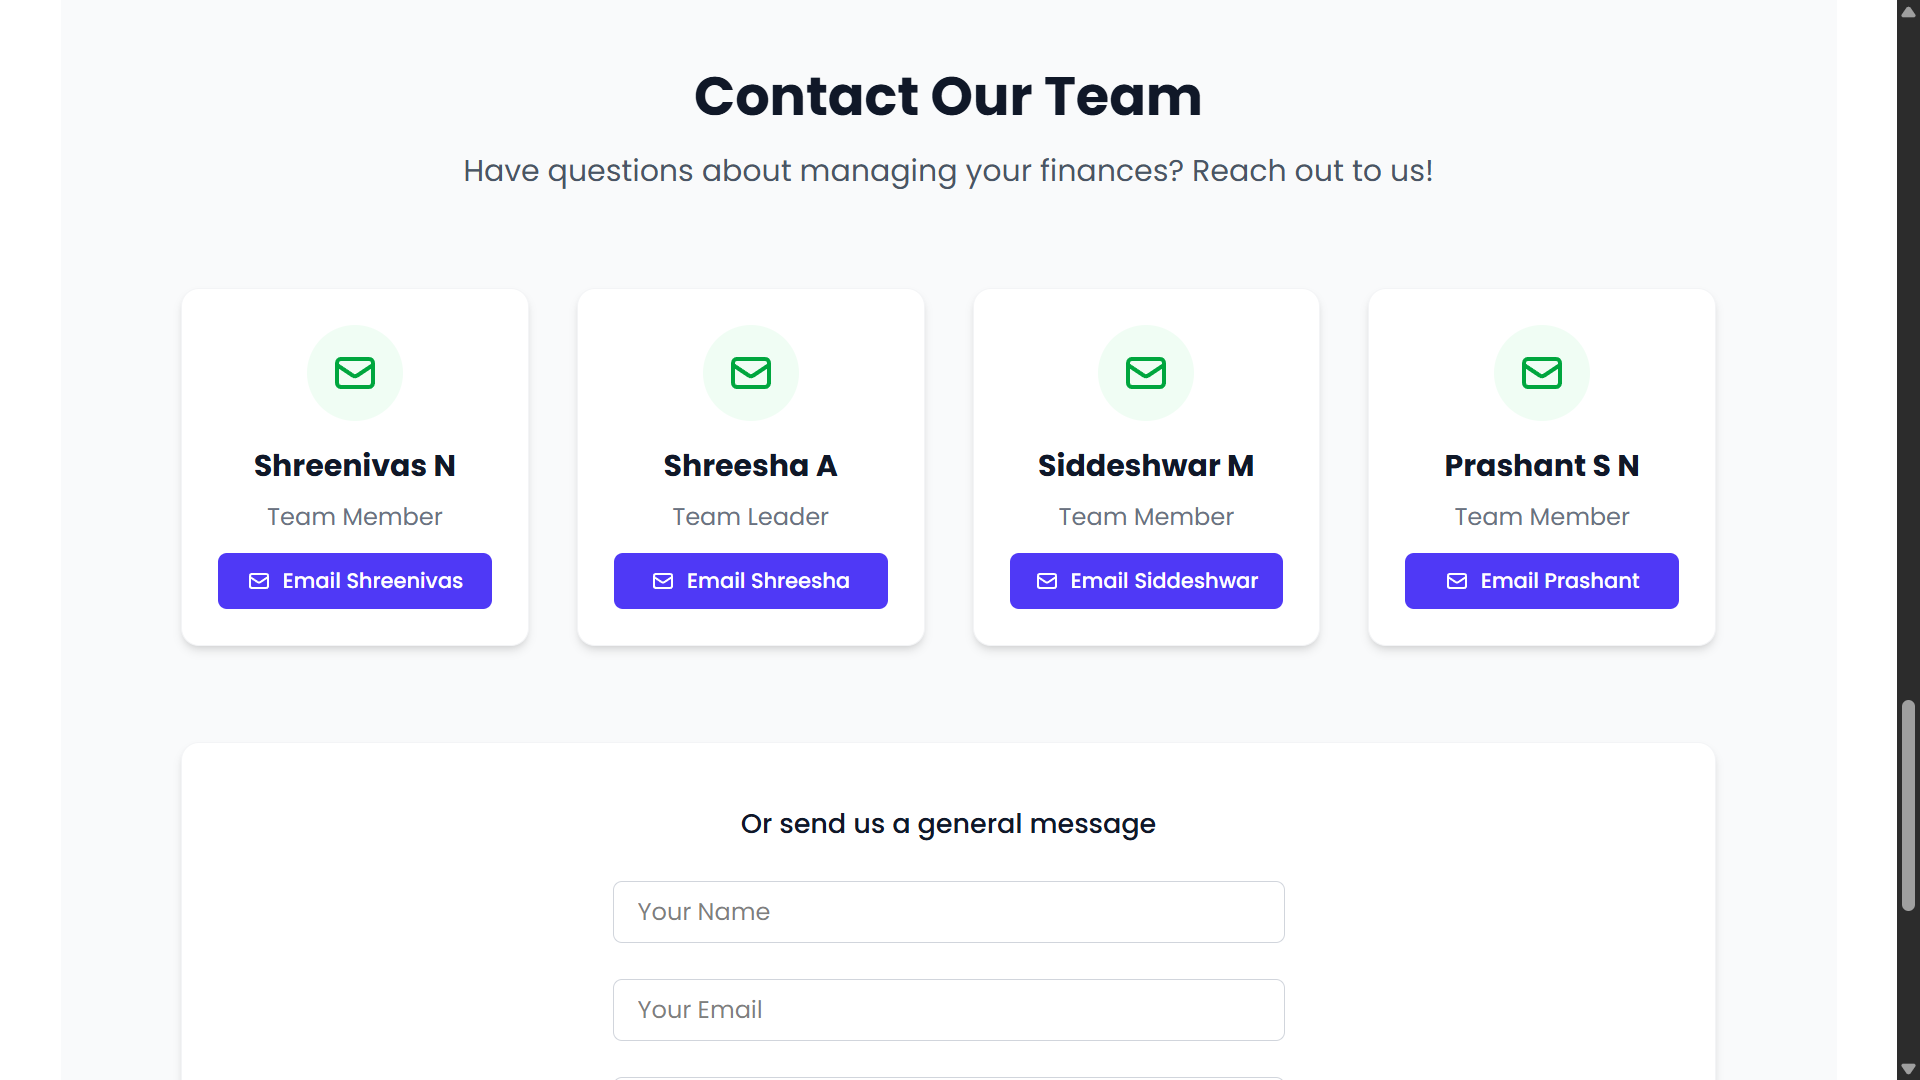 Contact Our Team
Have questions about managing your finances? Reach out to us!
Shreenivas N
Team Member
Email Shreenivas
Shreesha A
Team Leader
Email Shreesha
Siddeshwar M
Team Member
Email Siddeshwar
Prashant S N
Team Member
Email Prashant
Or send us a general message
Your Name
Your Email